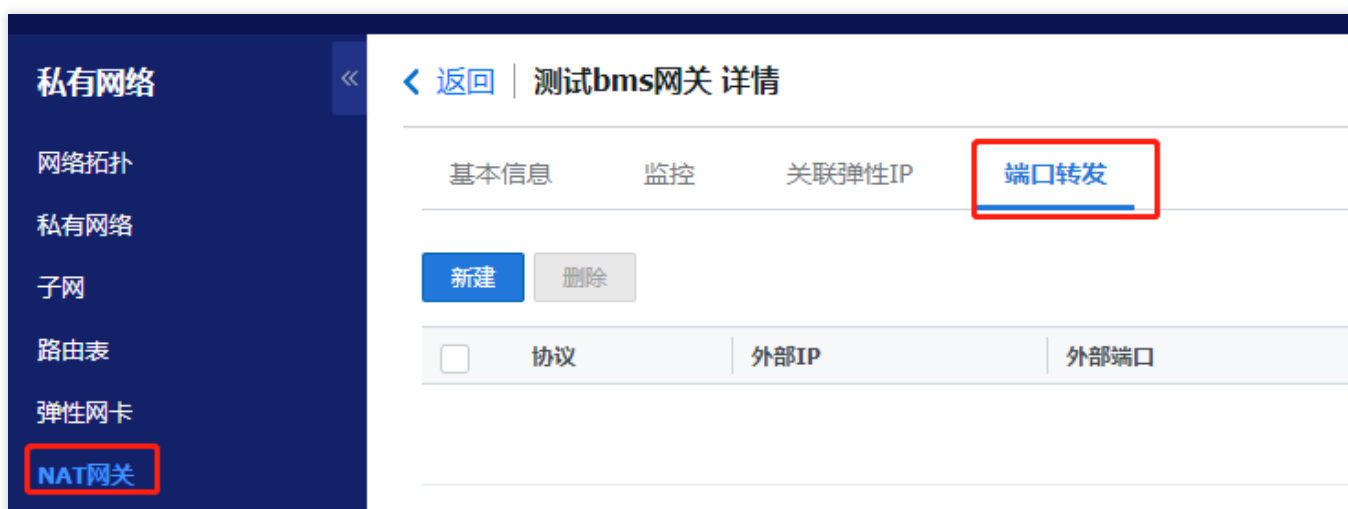 私有网络
«
返回
测试bms网关 详情
网络拓扑
私有网络
子网
路由表
弹性网卡
NAT网关
基本信息
监控
关联弹性IP
端口转发
新建
删除
协议
外部IP
外部端口